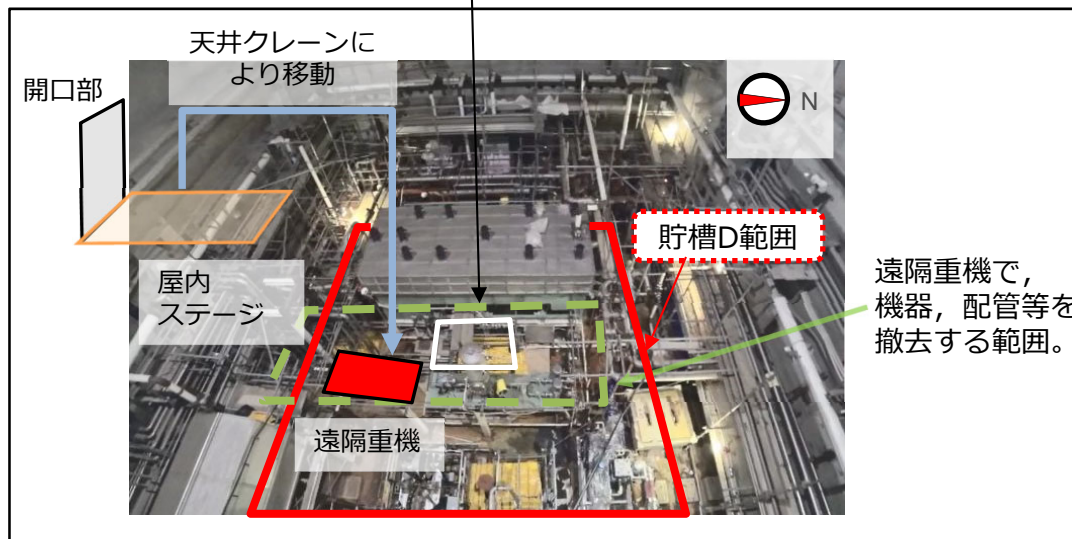 天井クレーンに
より移動
開口部
N
貯槽D範囲
屋内
ステージ
遠隔重機で,
機器，配管等を
撤去する範囲。
遠隔重機